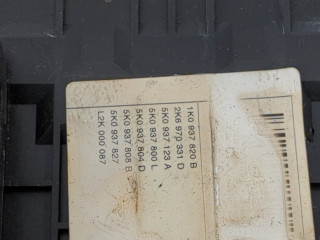 1K0 937 820 B
2K6 970 331 D
5K0 937 123 A
5K0 937 800 L
5K0 937 804 D
5K0 937 808 B
5K0 937 827
L2K 000 087